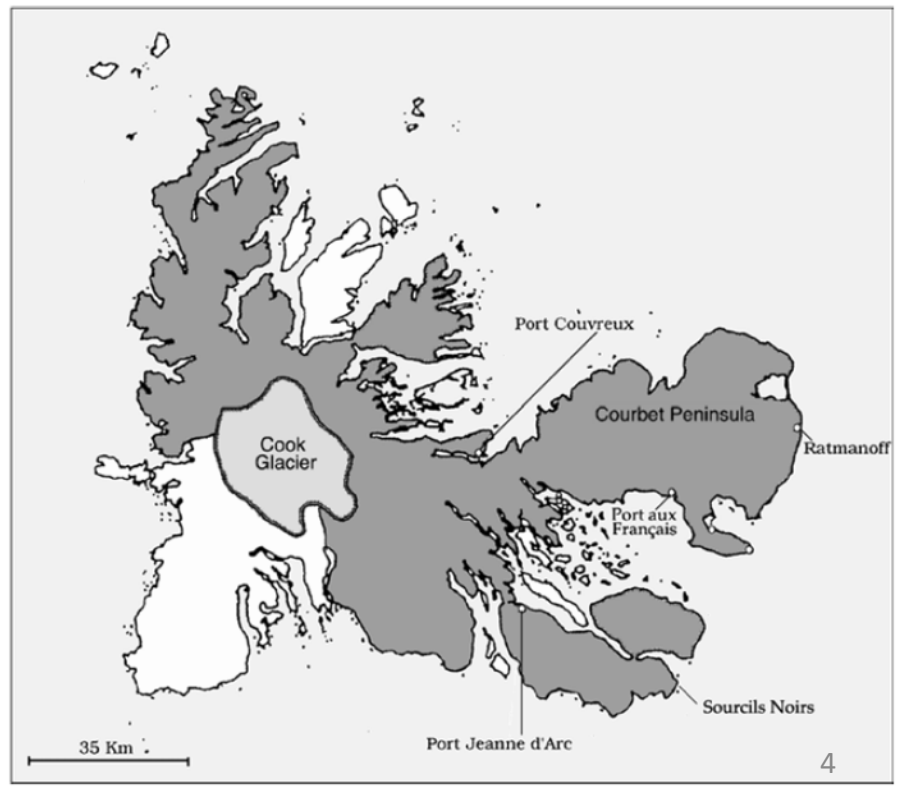 Port Couvreux
Courbet Peninsula
Cook
Glacier
Ratmanoff
Port aux
Français
Sourcils Noirs
Port Jeanne d'Arc
35 Km
4